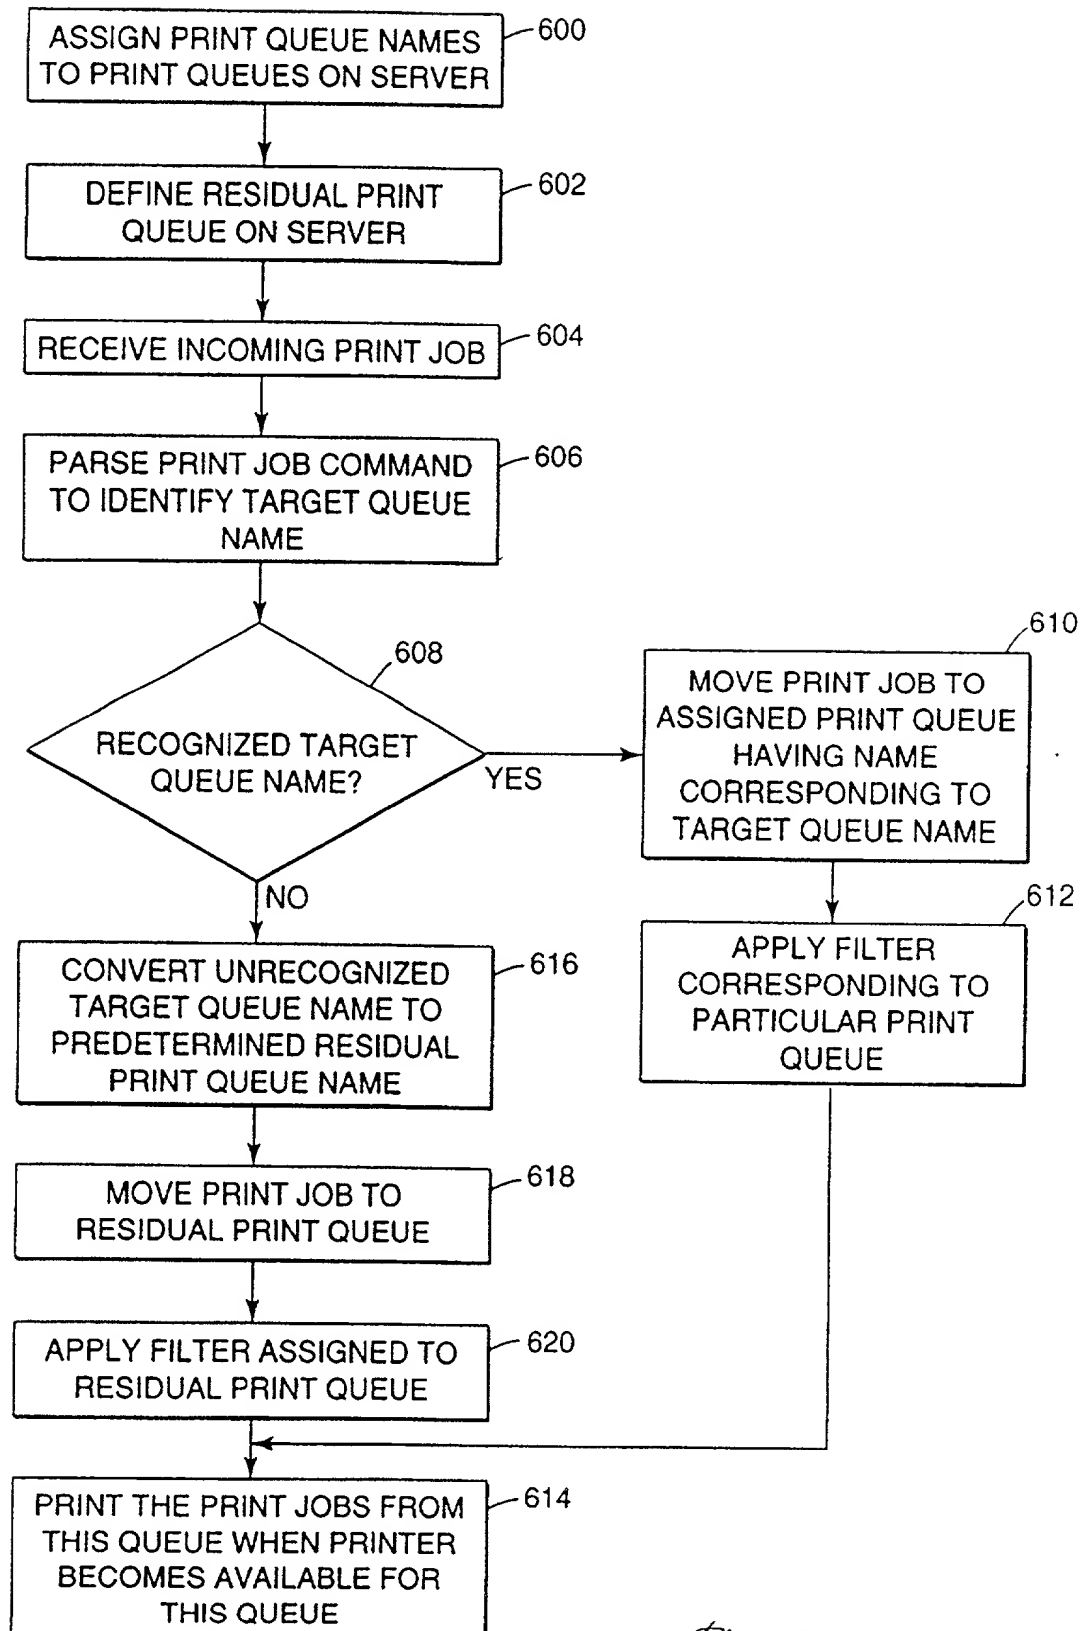 ASSIGN PRINT QUEUE NAMES
TO PRINT QUEUES ON SERVER
600
DEFINE RESIDUAL PRINT
QUEUE ON SERVER
602
RECEIVE INCOMING PRINT JOB
604
PARSE PRINT JOB COMMAND
TO IDENTIFY TARGET QUEUE
NAME
606
RECOGNIZED TARGET
QUEUE NAME?
608
YES
NO
610
MOVE PRINT JOB TO
ASSIGNED PRINT QUEUE
HAVING NAME
CORRESPONDING TO
TARGET QUEUE NAME
612
APPLY FILTER
CORRESPONDING TO
PARTICULAR PRINT
QUEUE
CONVERT UNRECOGNIZED
TARGET QUEUE NAME TO
PREDETERMINED RESIDUAL
PRINT QUEUE NAME
616
MOVE PRINT JOB TO
RESIDUAL PRINT QUEUE
618
APPLY FILTER ASSIGNED TO
RESIDUAL PRINT QUEUE
620
PRINT THE PRINT JOBS FROM
THIS QUEUE WHEN PRINTER
BECOMES AVAILABLE FOR
THIS QUEUE
614